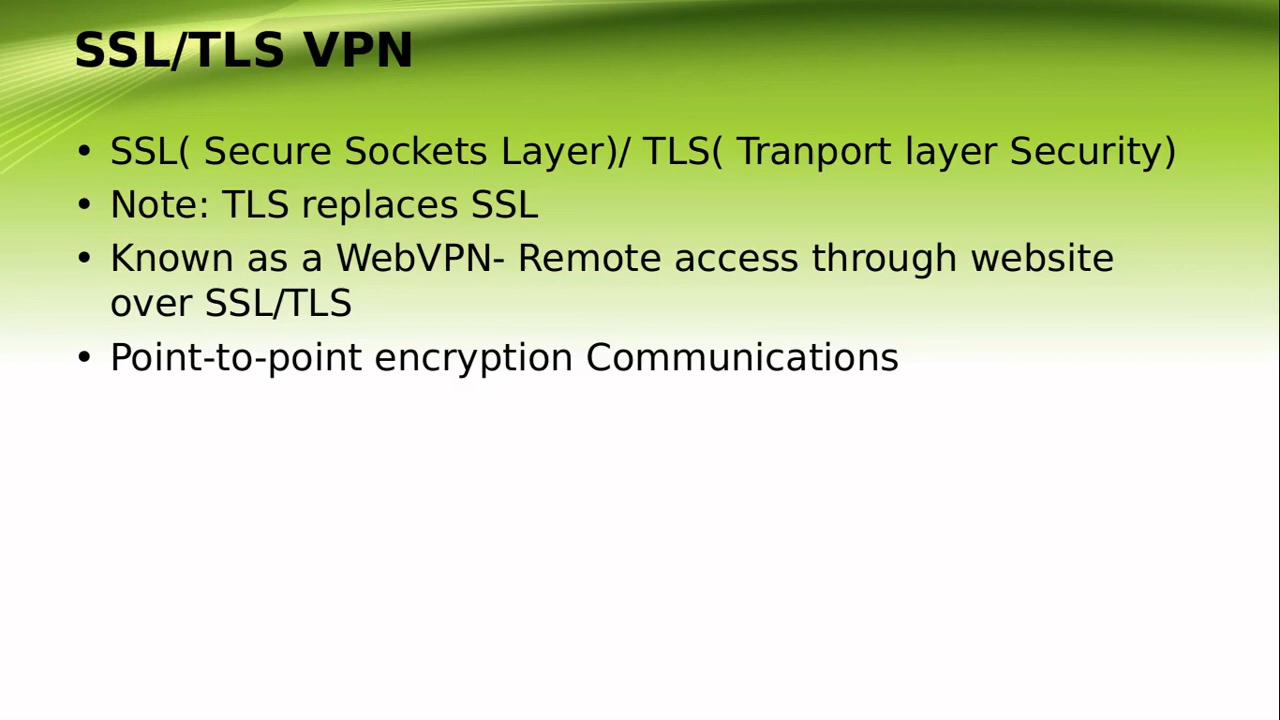 SSL/TLS VPN
• SSL( Secure Sockets Layer)/ TLS( Tranport layer Security)
• Note: TLS replaces SSL
• Known as a WebVPN- Remote access through website
over SSL/TLS
• Point-to-point encryption Communications